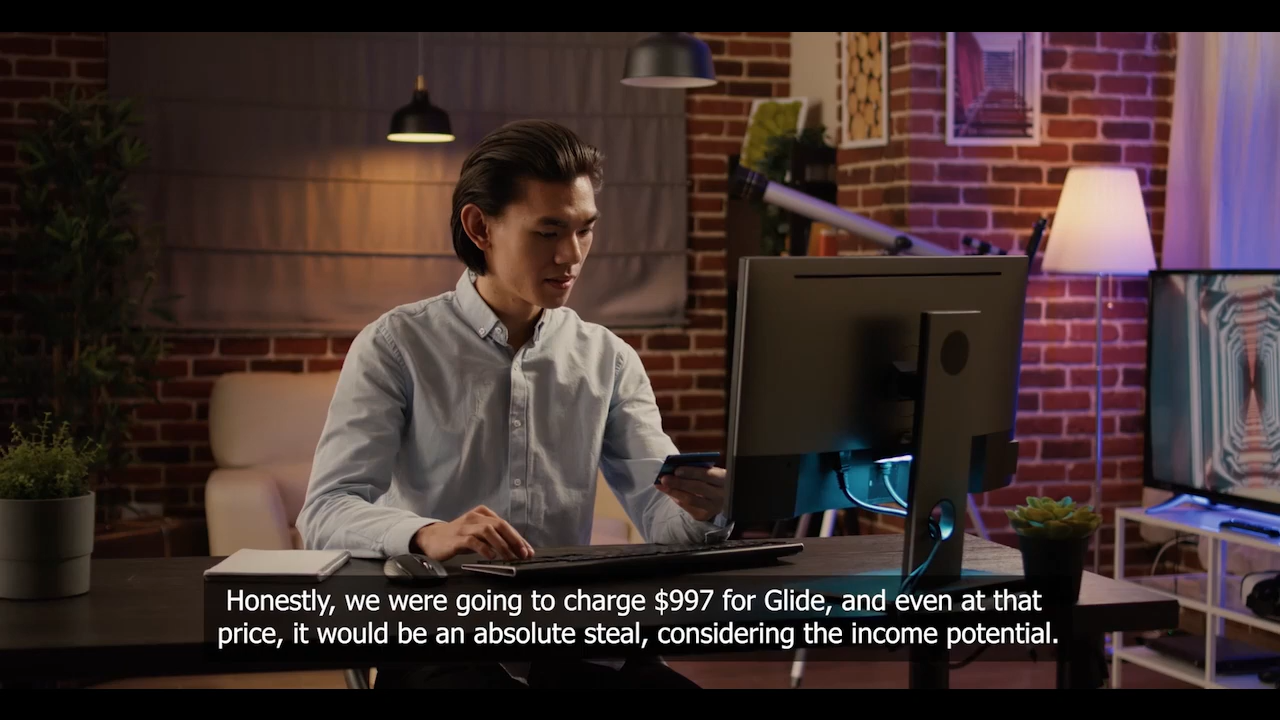 Honestly, we were going to charge $997 for Glide, and even at that
price, it would be an absolute steal, considering the income potential.